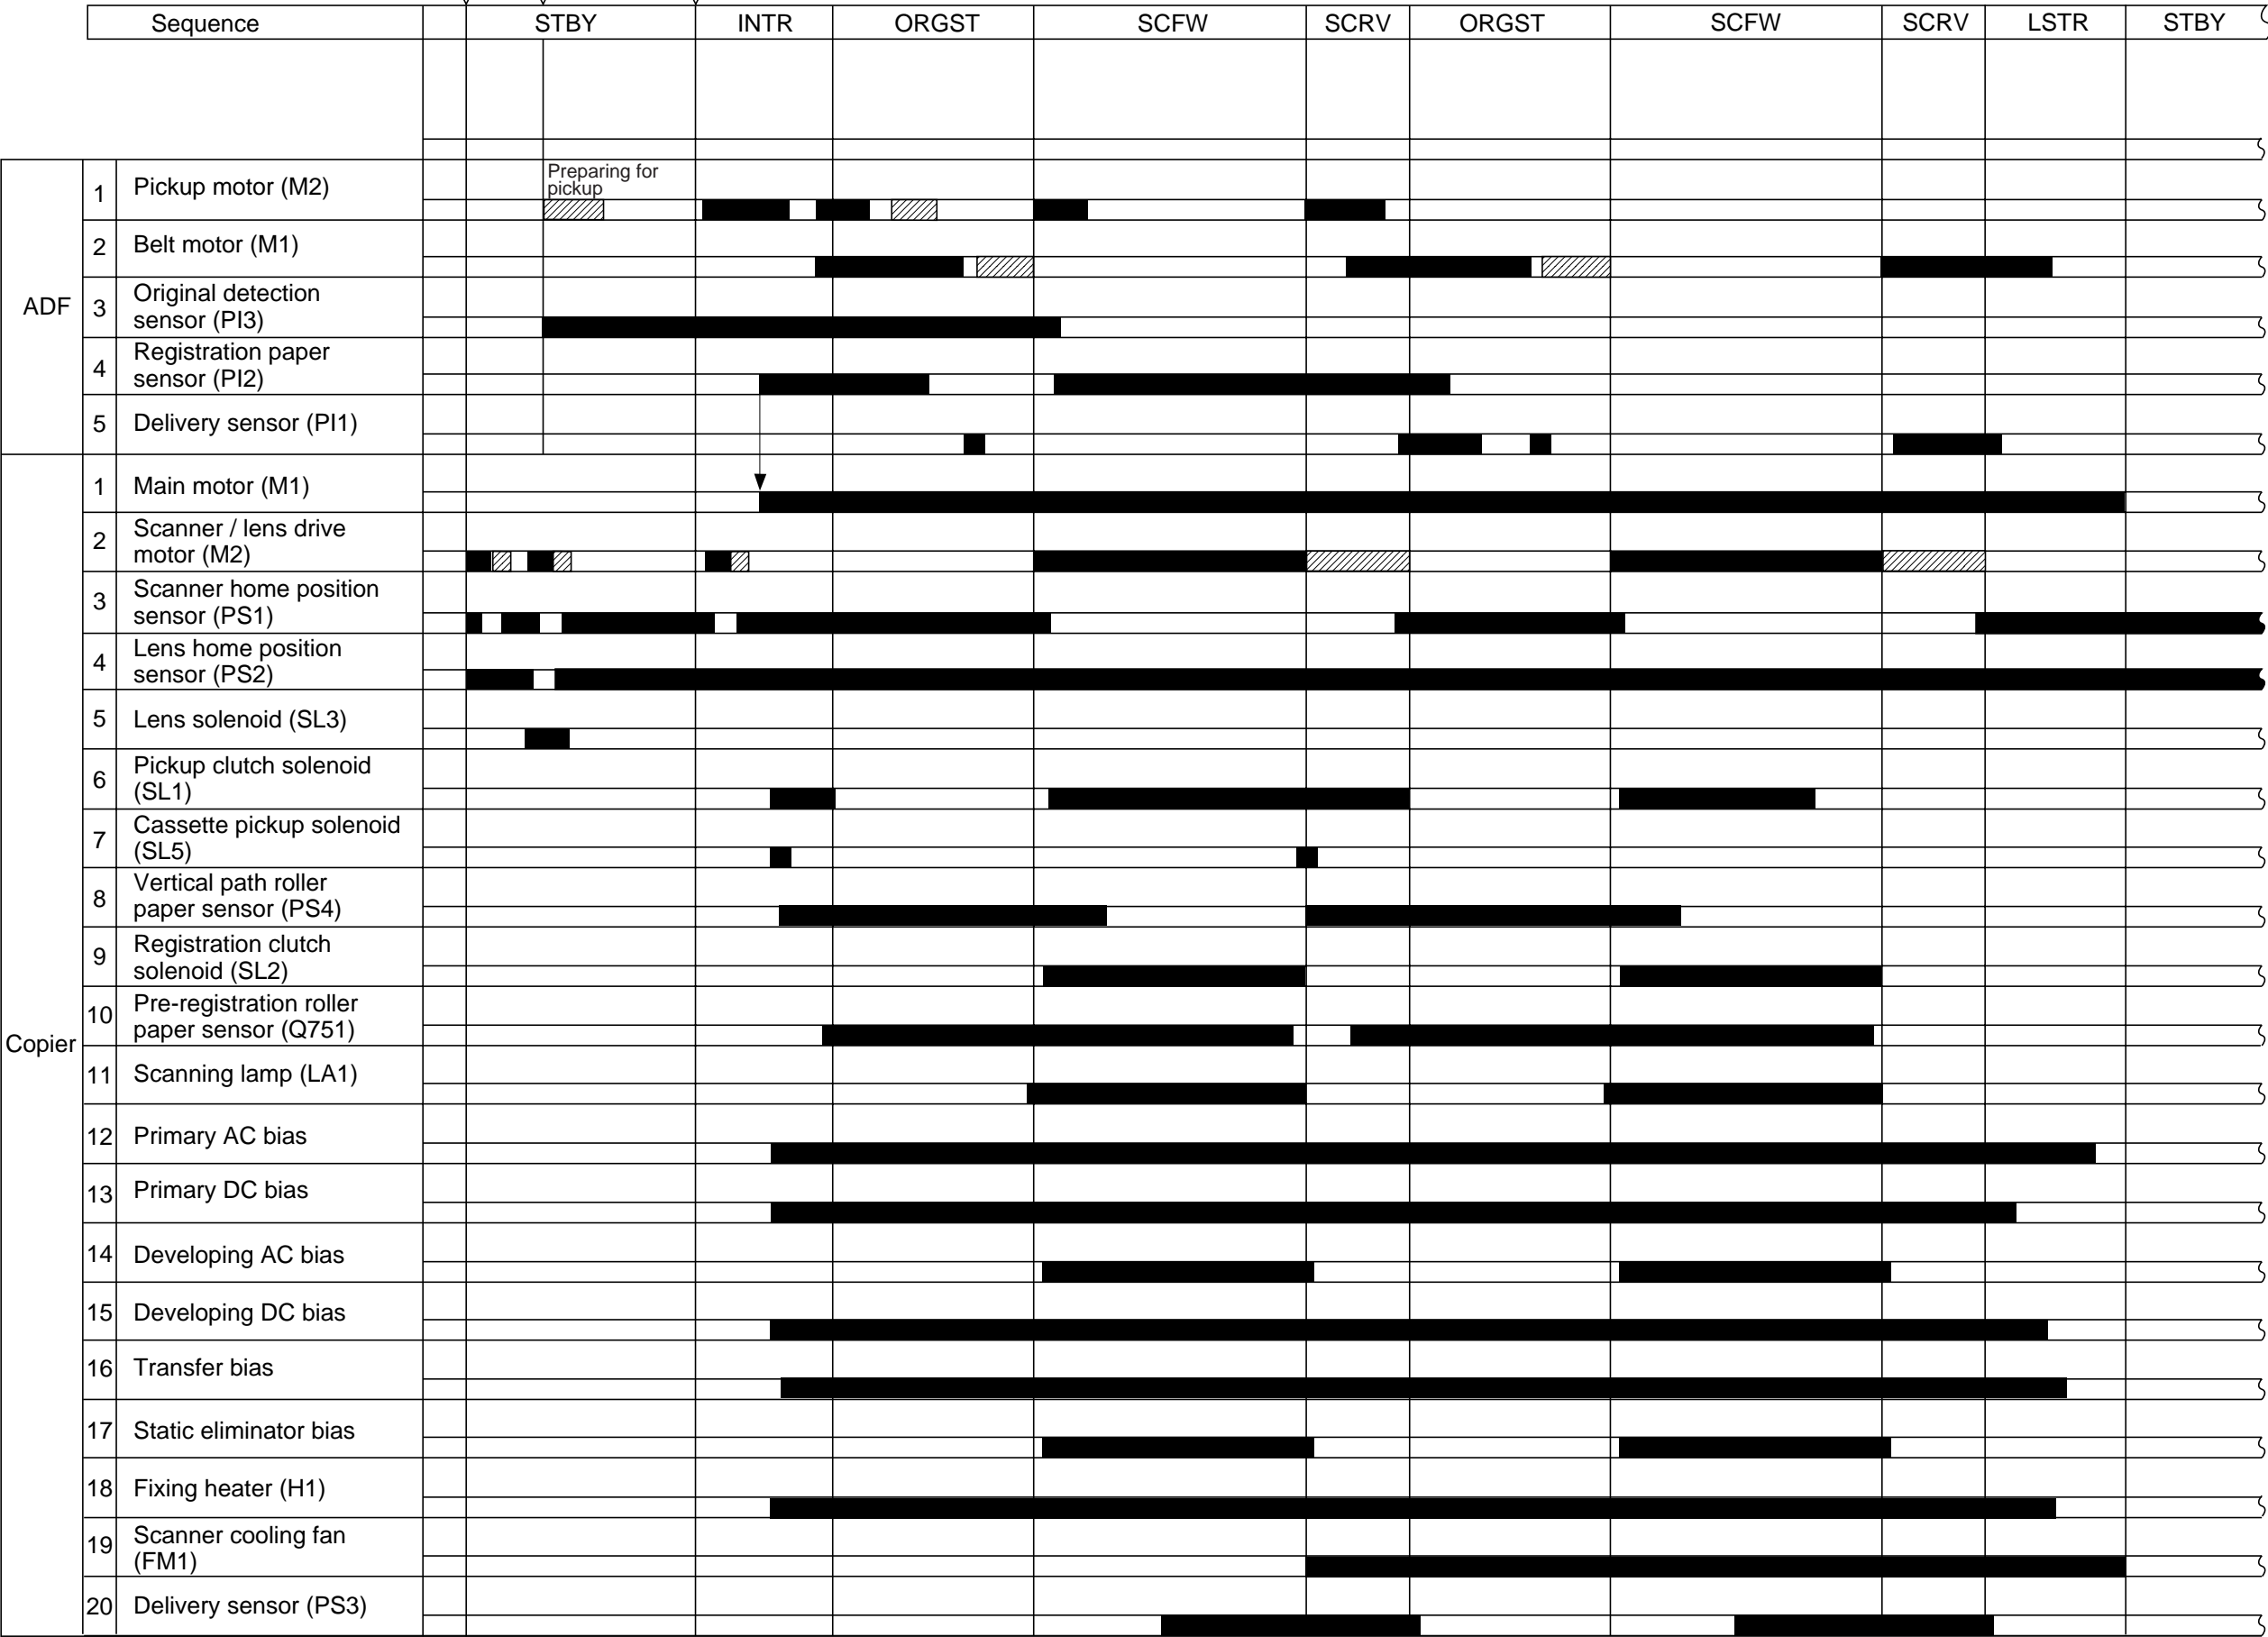 Sequence STBY INTR ORGST SCFW SCRV ORGST SCFW SCRV LSTR STBY
ADF
1 Pickup motor (M2)
Preparing for
pickup
2 Belt motor (M1)
3 Original detection
sensor (PI3)
4 Registration paper
sensor (PI2)
5 Delivery sensor (PI1)
Copier
1 Main motor (M1)
2 Scanner / lens drive
motor (M2)
3 Scanner home position
sensor (PS1)
4 Lens home position
sensor (PS2)
5 Lens solenoid (SL3)
6 Pickup clutch solenoid
(SL1)
7 Cassette pickup solenoid
(SL5)
8 Vertical path roller
paper sensor (PS4)
9 Registration clutch
solenoid (SL2)
10 Pre-registration roller
paper sensor (Q751)
11 Scanning lamp (LA1)
12 Primary AC bias
13 Primary DC bias
14 Developing AC bias
15 Developing DC bias
16 Transfer bias
17 Static eliminator bias
18 Fixing heater (H1)
19 Scanner cooling fan
(FM1)
20 Delivery sensor (PS3)